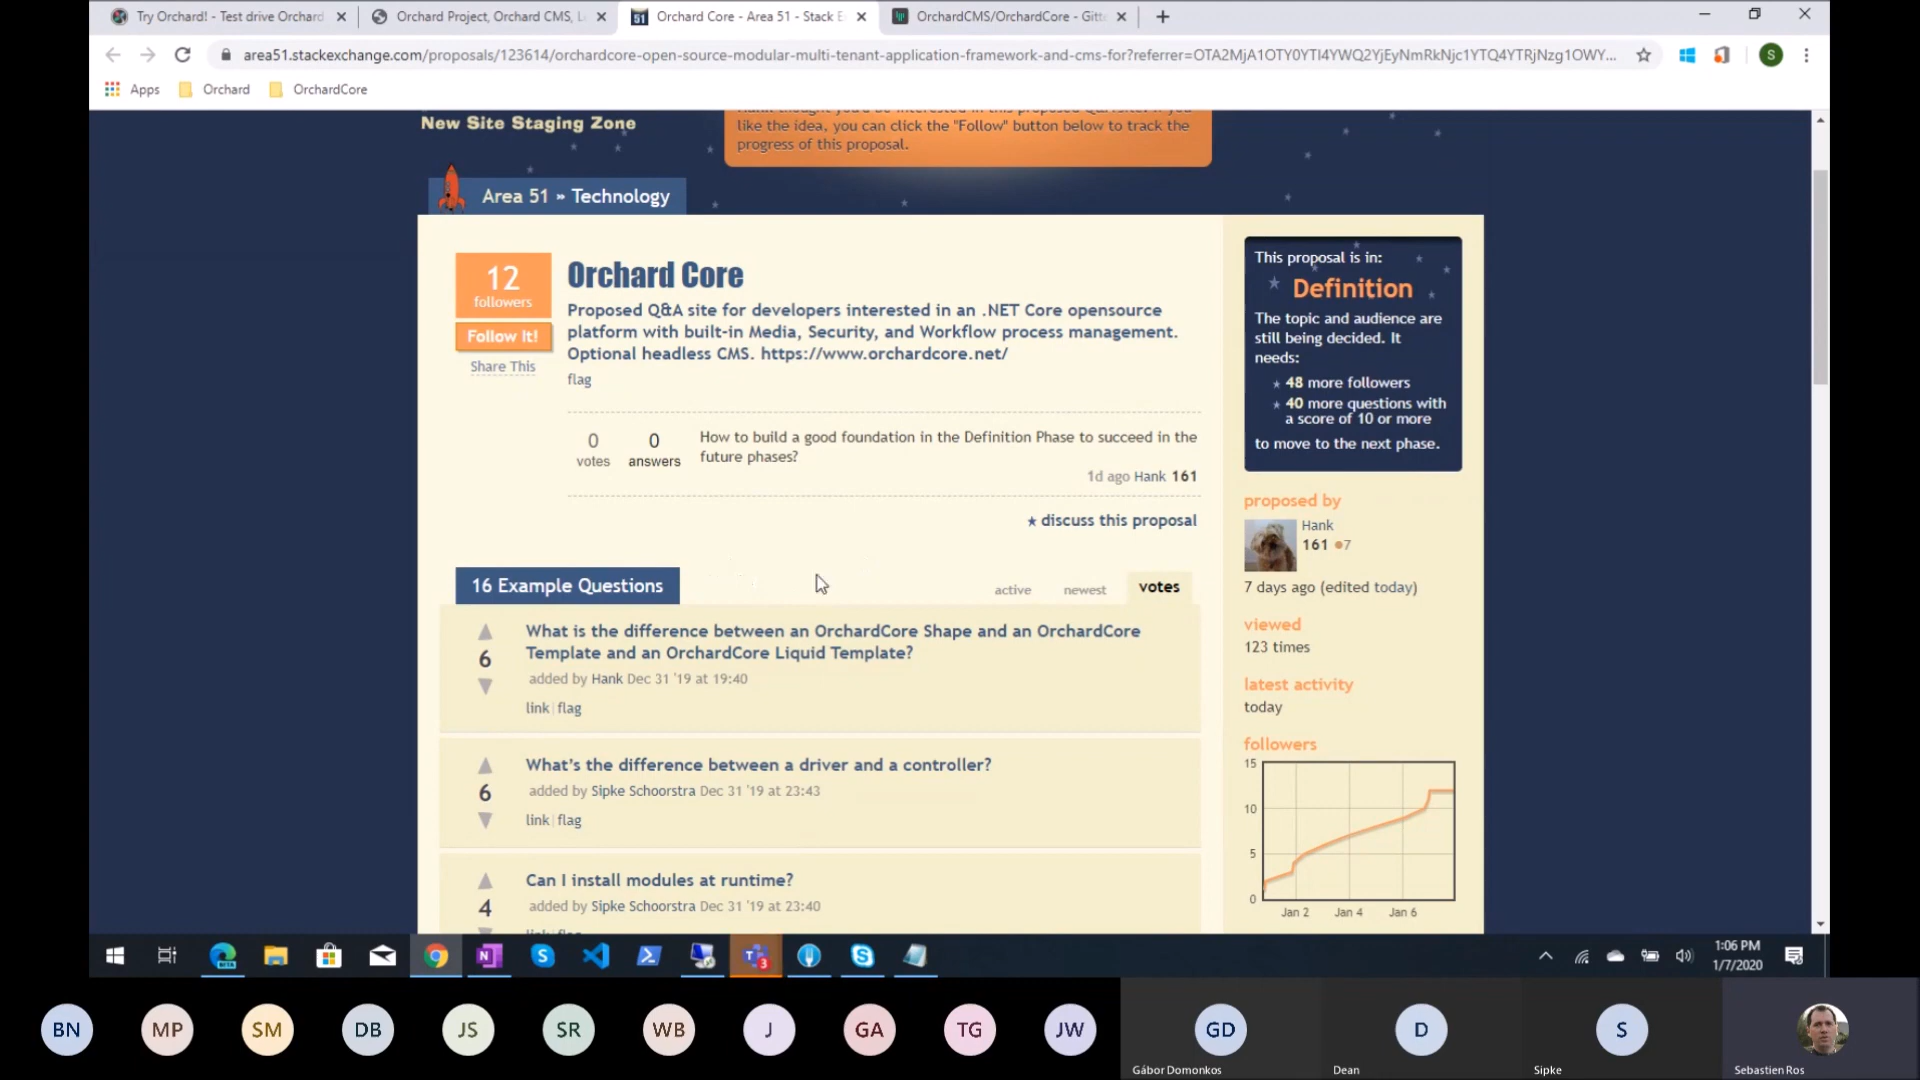 Try Orchard! - Test drive Orchard
Orchard Project, Orchard CMS, L
Orchard Core - Area 51 - Stack E
OrchardCMS/OrchardCore - Gitte
area51.stackexchange.com/proposals/123614/orchardcore-open-source-modular-multi-tenant-application-framework-and-cms-for?referrer=OTA2MjA1OTY0YTI4YWQ2YjEyNmRkNjc1YTQ4YTRjNzg1OWY...
S
Apps
Orchard
OrchardCore
New Site Staging Zone
like the idea, you can click the "Follow" button below to track the
progress of this proposal.
Area 51 » Technology
12
followers
Follow It!
Share This
Orchard Core
Proposed Q&A site for developers interested in an .NET Core opensource
platform with built-in Media, Security, and Workflow process management.
Optional headless CMS. https://www.orchardcore.net/
flag
0
votes
0
answers
How to build a good foundation in the Definition Phase to succeed in the
future phases?
1d ago Hank 161
★ discuss this proposal
16 Example Questions
active
newest
votes
6
What is the difference between an OrchardCore Shape and an OrchardCore
Template and an OrchardCore Liquid Template?
added by Hank Dec 31 '19 at 19:40
link | flag
6
What's the difference between a driver and a controller?
added by Sipke Schoorstra Dec 31 '19 at 23:43
link | flag
4
Can I install modules at runtime?
added by Sipke Schoorstra Dec 31 '19 at 23:40
This proposal is in:
Definition
The topic and audience are
still being decided. It
needs:
★ 48 more followers
★ 40 more questions with
a score of 10 or more
to move to the next phase.
proposed by
Hank
161 ●7
7 days ago (edited today)
viewed
123 times
latest activity
today
followers
15
10
5
0
Jan 2
Jan 4
Jan 6
1:06 PM
1/7/2020
BN
MP
SM
DB
JS
SR
WB
J
GA
TG
JW
GD
Gábor Domonkos
D
Dean
S
Sipke
Sebastien Ros